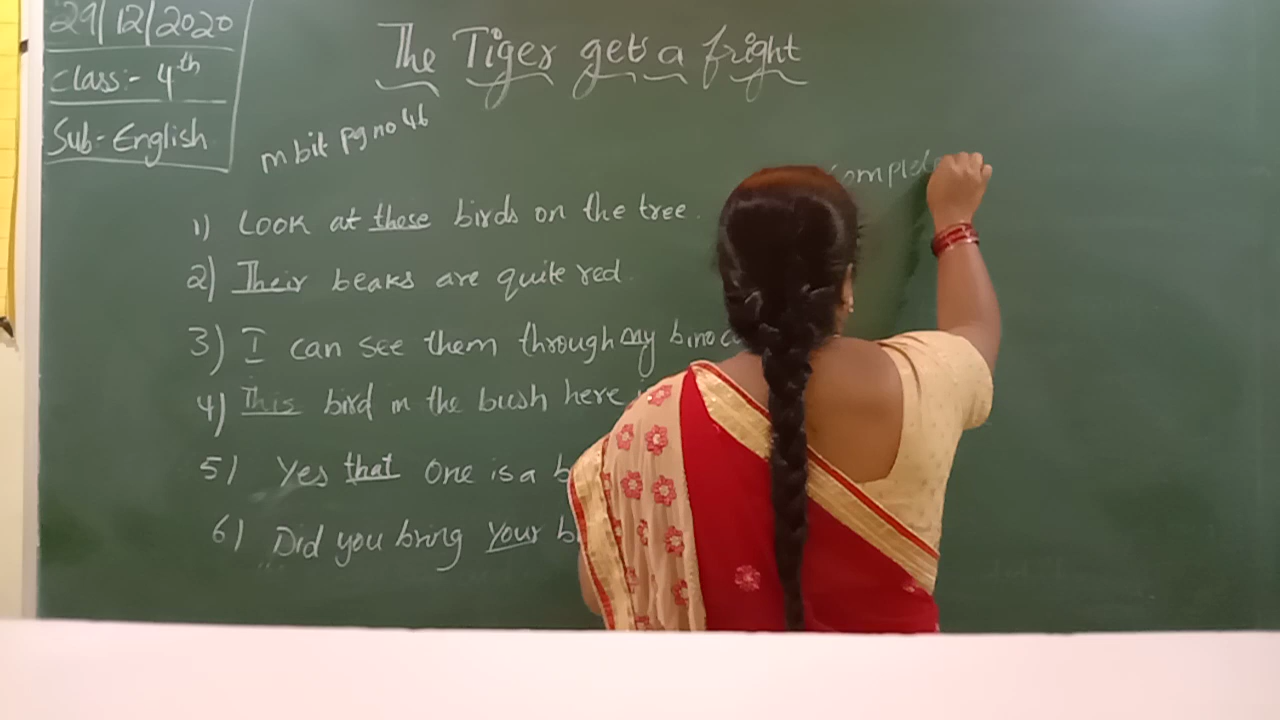 29/12/2020
Class:- 4th
Sub:- English
The Tiger gets a fright
m bit pg no 46
Complete
1) Look at these birds on the tree.
2) Their beaks are quite red.
3) I can see them through my binoc
4) This bird in the bush here
5) Yes that one is a b
6) Did you bring your b